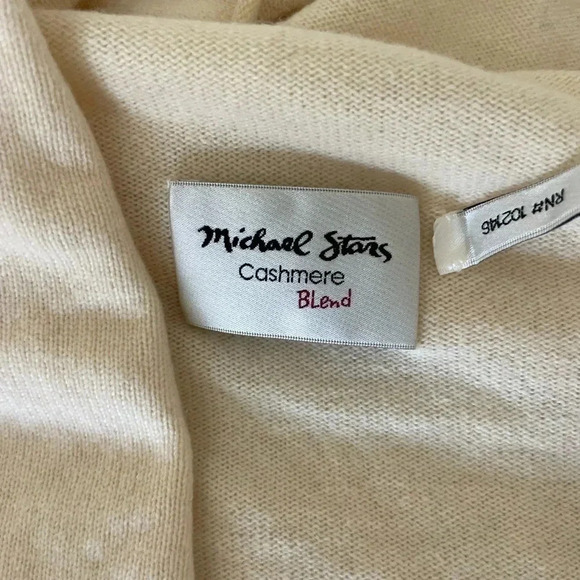 Michael Stars
Cashmere
BLend
RN# 102146